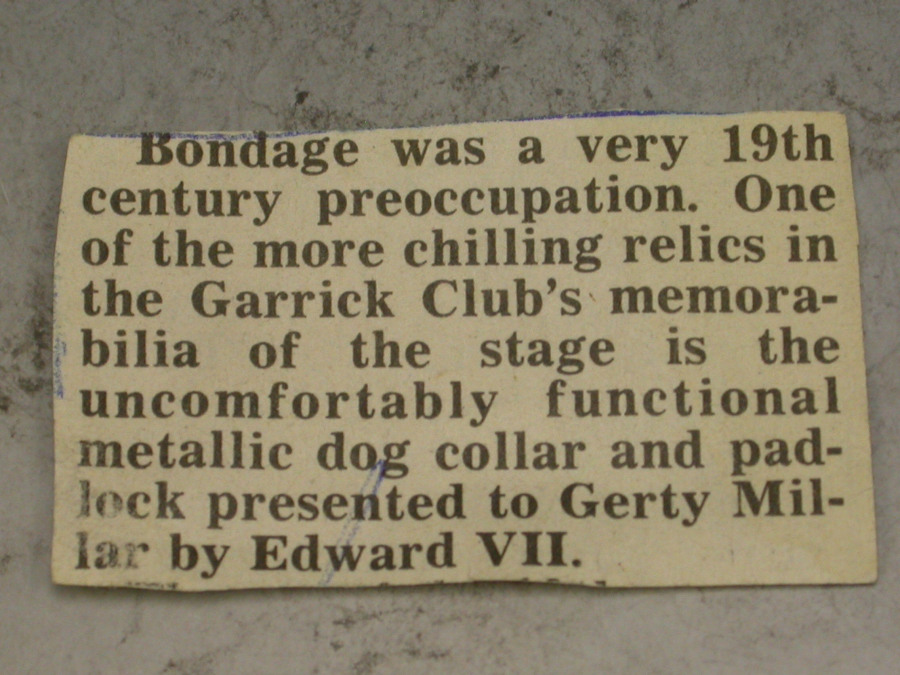 Bondage was a very 19th
century preoccupation. One
of the more chilling relics in
the Garrick Club's memora-
bilia of the stage is the
uncomfortably functional
metallic dog collar and pad-
lock presented to Gerty Mil-
lar by Edward VII.